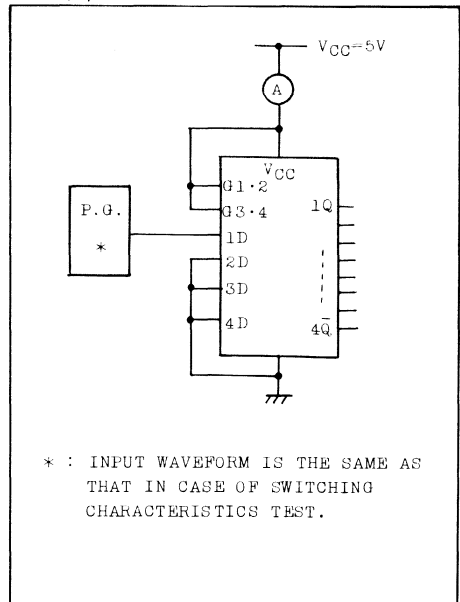 VCC=5V
A
VCC
G1·2
1Q
P.G.
G3·4
*
1D
2D
3D
4D
4Q̄
* : INPUT WAVEFORM IS THE SAME AS
THAT IN CASE OF SWITCHING
CHARACTERISTICS TEST.